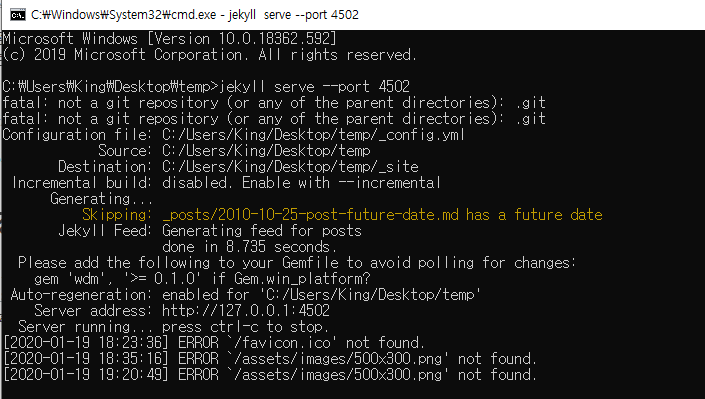 C:₩Windows₩System32₩cmd.exe - jekyll  serve --port 4502
Microsoft Windows [Version 10.0.18362.592]
(c) 2019 Microsoft Corporation. All rights reserved.
C:₩Users₩King₩Desktop₩temp>jekyll serve --port 4502
fatal: not a git repository (or any of the parent directories): .git
fatal: not a git repository (or any of the parent directories): .git
Configuration file: C:/Users/King/Desktop/temp/_config.yml
Source: C:/Users/King/Desktop/temp
Destination: C:/Users/King/Desktop/temp/_site
Incremental build: disabled. Enable with --incremental
Generating...
Skipping: _posts/2010-10-25-post-future-date.md has a future date
Jekyll Feed: Generating feed for posts
done in 8.735 seconds.
Please add the following to your Gemfile to avoid polling for changes:
gem 'wdm', '>= 0.1.0' if Gem.win_platform?
Auto-regeneration: enabled for 'C:/Users/King/Desktop/temp'
Server address: http://127.0.0.1:4502
Server running... press ctrl-c to stop.
[2020-01-19 18:23:36] ERROR `/favicon.ico' not found.
[2020-01-19 18:35:16] ERROR `/assets/images/500x300.png' not found.
[2020-01-19 19:20:49] ERROR `/assets/images/500x300.png' not found.